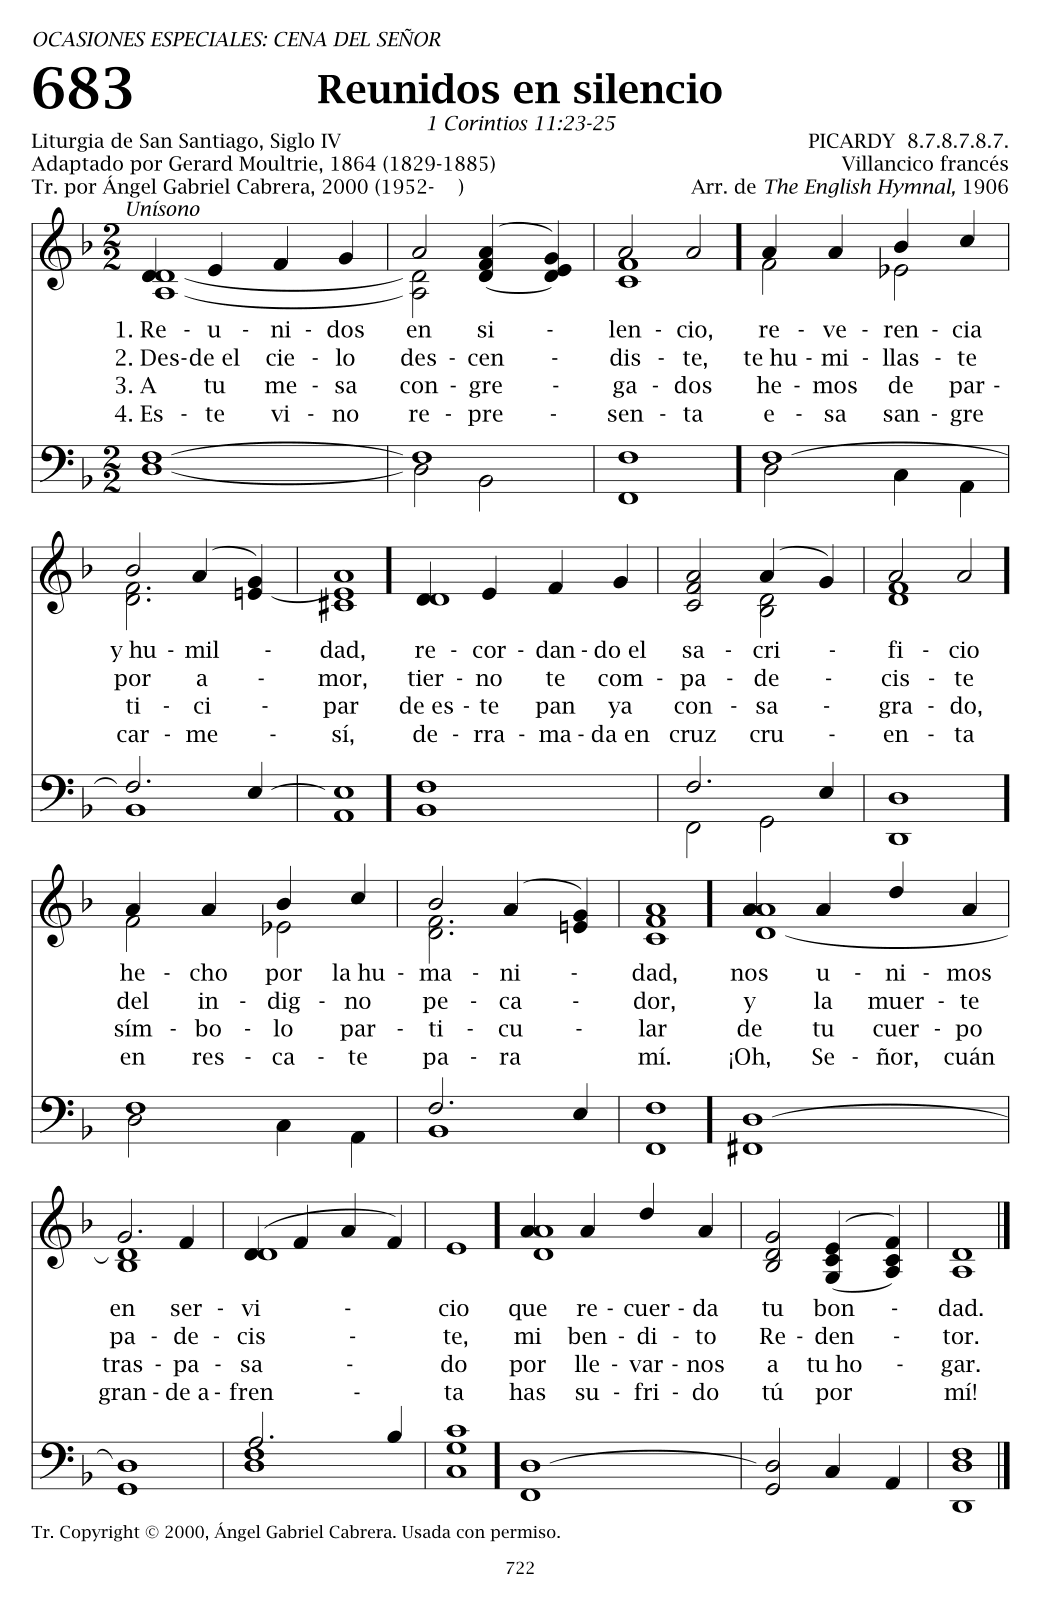 OCASIONES ESPECIALES: CENA DEL SEÑOR
683
Reunidos en silencio
1 Corintios 11:23-25
Liturgia de San Santiago, Siglo IV
PICARDY 8.7.8.7.8.7.
Adaptado por Gerard Moultrie, 1864 (1829-1885)
Villancico francés
Tr. por Ángel Gabriel Cabrera, 2000 (1952- )
Arr. de The English Hymnal, 1906
Unísono
1. Re - u - ni - dos en si - len - cio, re - ve - ren - cia
2. Des-de el cie - lo des - cen - dis - te, te hu - mi - llas - te
3. A tu me - sa con - gre - ga - dos he - mos de par -
4. Es - te vi - no re - pre - sen - ta e - sa san - gre
y hu - mil - dad, re - cor - dan - do el sa - cri - fi - cio
por a - mor, tier - no te com - pa - de - cis - te
ti - ci - par de es - te pan ya con - sa - gra - do,
car - me - sí, de - rra - ma - da en cruz cru - en - ta
he - cho por la hu - ma - ni - dad, nos u - ni - mos
del in - dig - no pe - ca - dor, y la muer - te
sím - bo - lo par - ti - cu - lar de tu cuer - po
en res - ca - te pa - ra mí. ¡Oh, Se - ñor, cuán
en ser - vi - cio que re - cuer - da tu bon - dad.
pa - de - cis - te, mi ben - di - to Re - den - tor.
tras - pa - sa - do por lle - var - nos a tu ho - gar.
gran - de a - fren - ta has su - fri - do tú por mí!
Tr. Copyright © 2000, Ángel Gabriel Cabrera. Usada con permiso.
722